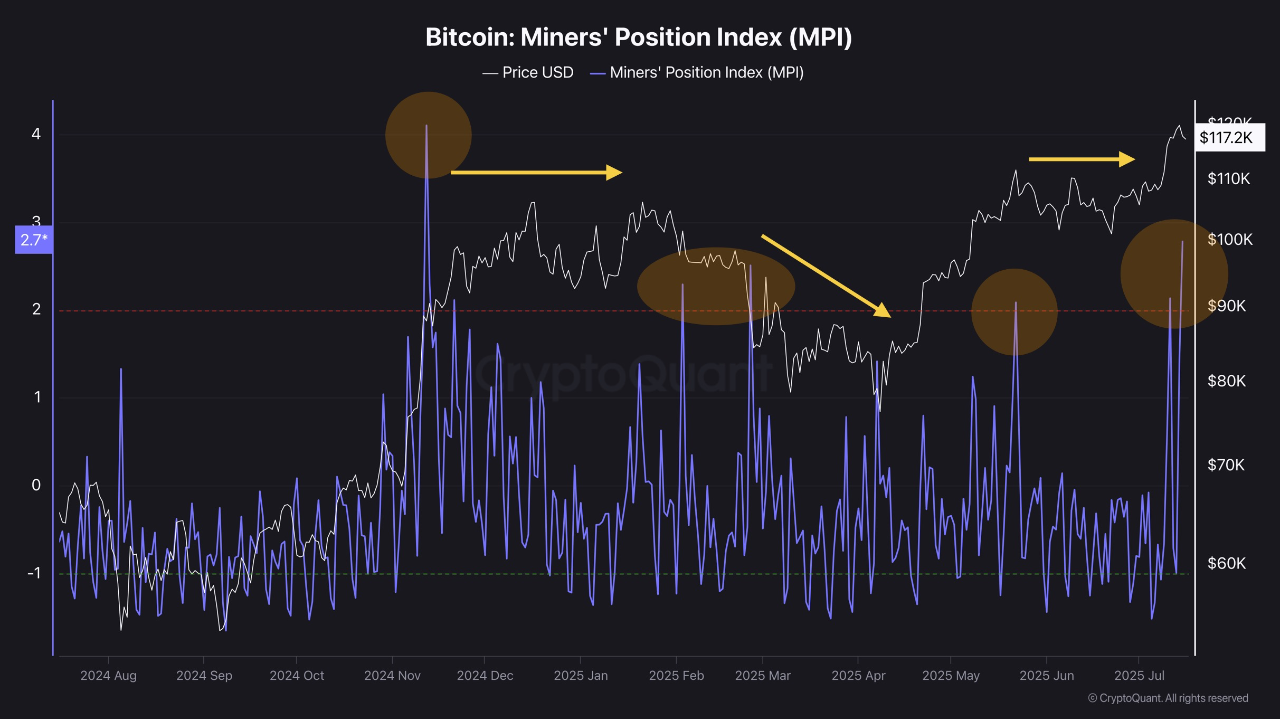 Bitcoin: Miners' Position Index (MPI)
Price USD Miners' Position Index (MPI)
4
3
2.7*
2
1
0
-1
$120K
$117.2K
$110K
$100K
$90K
$80K
$70K
$60K
CryptoQuant
2024 Aug 2024 Sep 2024 Oct 2024 Nov 2024 Dec 2025 Jan 2025 Feb 2025 Mar 2025 Apr 2025 May 2025 Jun 2025 Jul
© CryptoQuant. All rights reserved